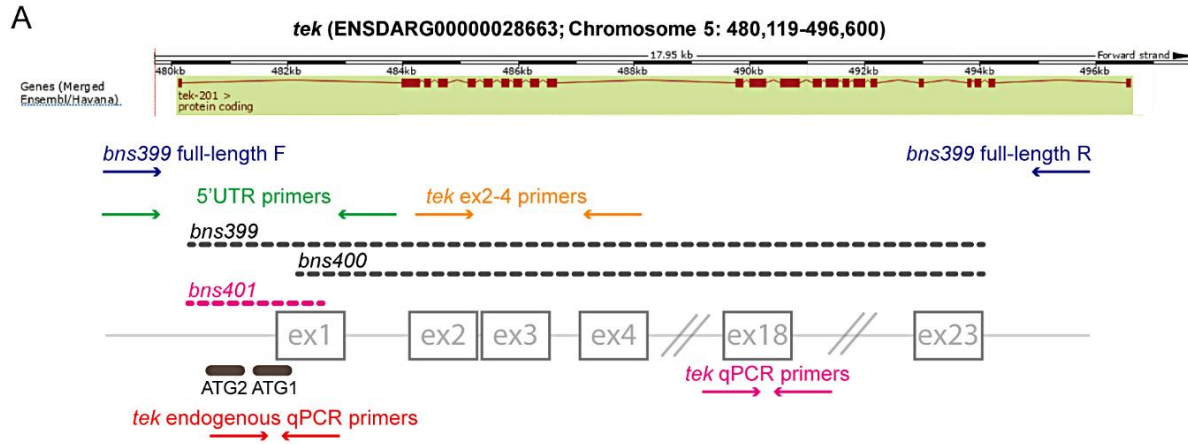 A
tek (ENSDARG00000028663; Chromosome 5: 480,119-496,600)
17.95 kb
Forward strand
480kb 482kb 484kb 486kb 488kb 490kb 492kb 494kb 496kb
Genes (Merged
Ensembl/Havana)
tek-201 >
protein coding
bns399 full-length F
bns399 full-length R
5'UTR primers
tek ex2-4 primers
bns399
bns400
bns401
ex1 ex2 ex3 ex4 ex18 ex23
ATG2 ATG1
tek qPCR primers
tek endogenous qPCR primers